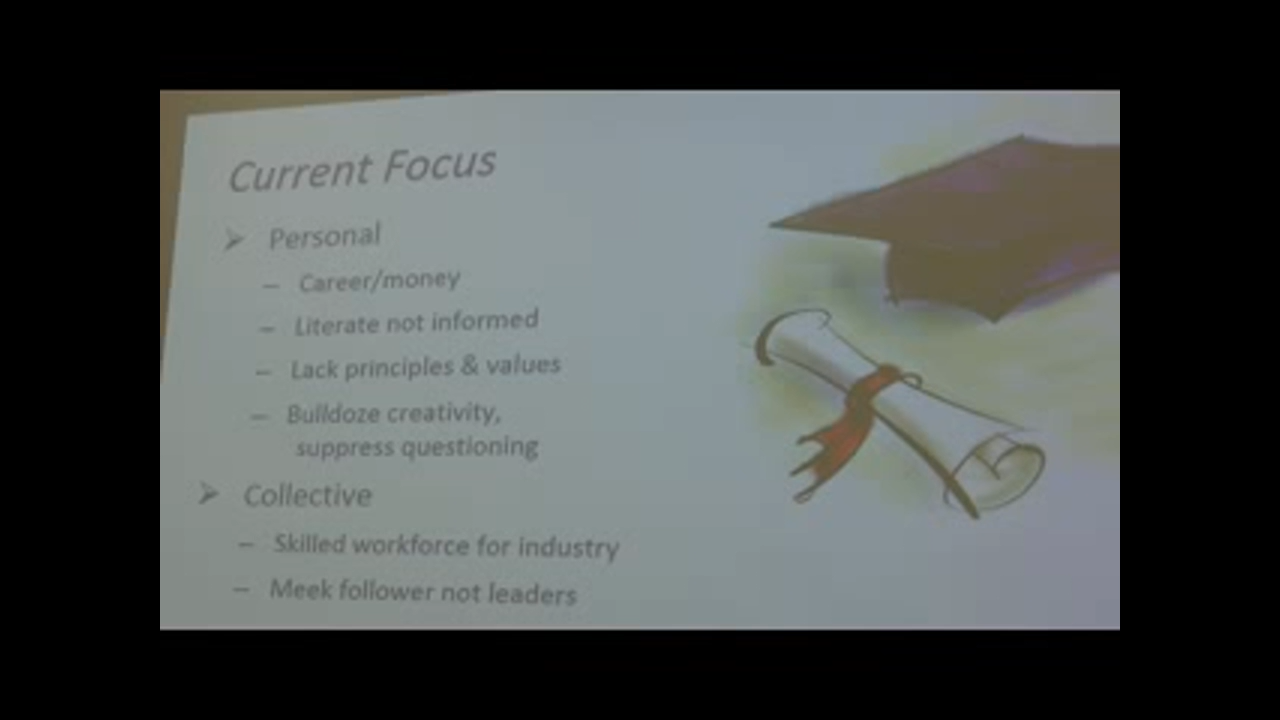 Current Focus
➢ Personal
– Career/money
– Literate not informed
– Lack principles & values
– Bulldoze creativity,
suppress questioning
➢ Collective
– Skilled workforce for industry
– Meek follower not leaders